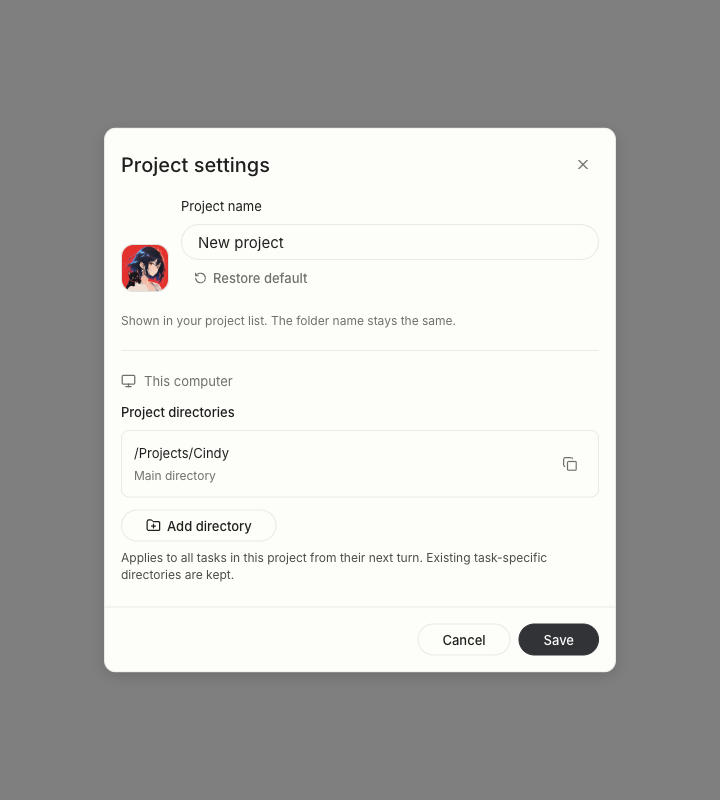 Project settings
Project name
New project
Restore default
Shown in your project list. The folder name stays the same.
This computer
Project directories
/Projects/Cindy
Main directory
Add directory
Applies to all tasks in this project from their next turn. Existing task-specific
directories are kept.
Cancel
Save